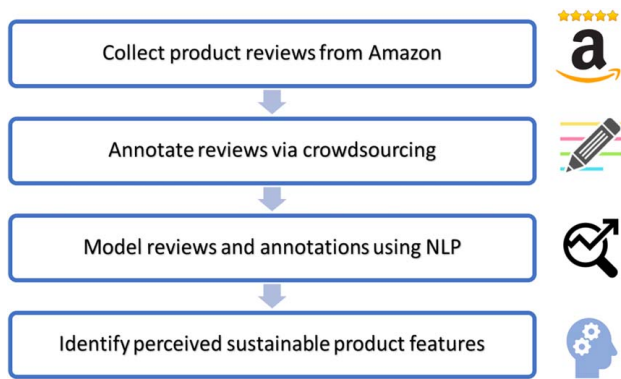 Collect product reviews from Amazon
a
Annotate reviews via crowdsourcing
Model reviews and annotations using NLP
Identify perceived sustainable product features